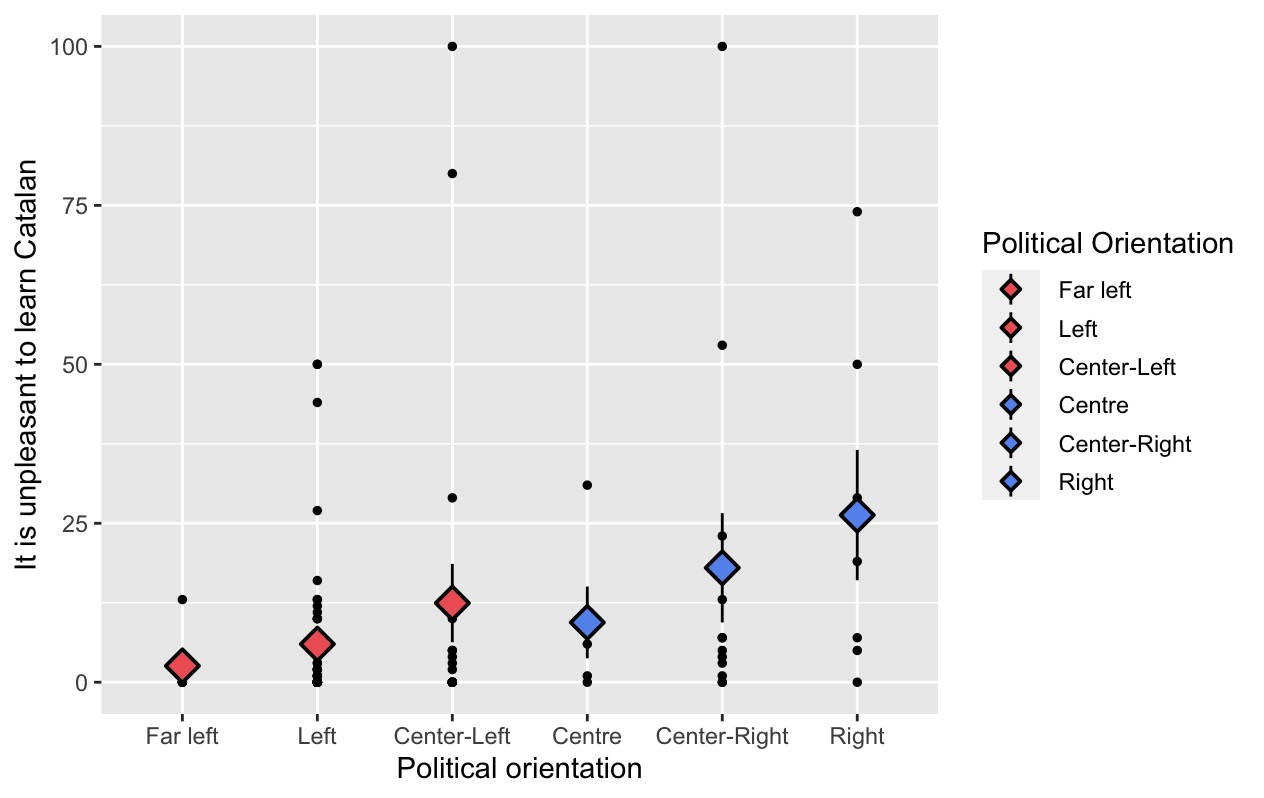 It is unpleasant to learn Catalan
100
75
50
25
0
Far left
Left
Center-Left
Centre
Center-Right
Right
Political orientation
Political Orientation
Far left
Left
Center-Left
Centre
Center-Right
Right